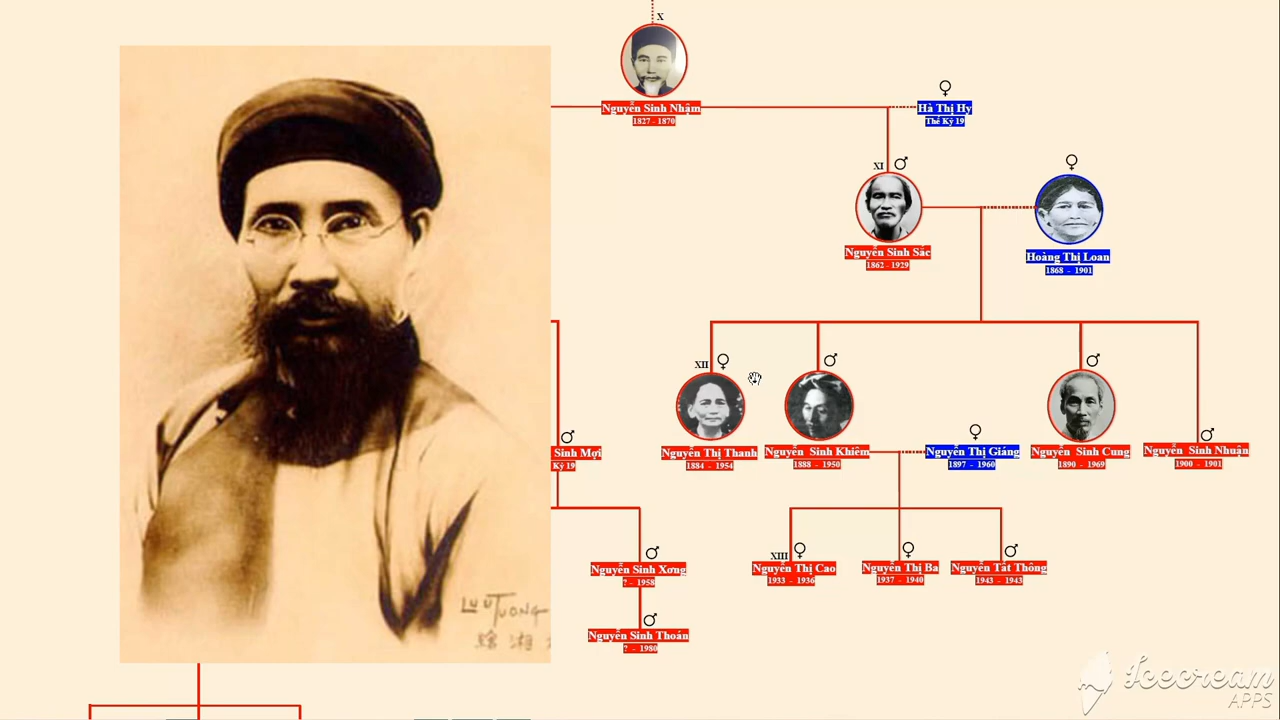 X
Nguyễn Sinh Nhậm
1827 - 1870
Hà Thị Hy
Thế Kỷ 19
XI
Nguyễn Sinh Sắc
1862 - 1929
Hoàng Thị Loan
1868 - 1901
XII
Nguyễn Thị Thanh
1884 - 1954
Nguyễn Sinh Khiêm
1888 - 1950
Nguyễn Thị Giáng
1897 - 1960
Nguyễn Sinh Cung
1890 - 1969
Nguyễn Sinh Nhuận
1900 - 1901
Sinh Mợi
Kỷ 19
XIII
Nguyễn Thị Cao
1933 - 1936
Nguyễn Thị Ba
1937 - 1940
Nguyễn Tất Thông
1943 - 1943
Nguyễn Sinh Xơng
? - 1958
Nguyễn Sinh Thoán
? - 1980
Icecream
APPS